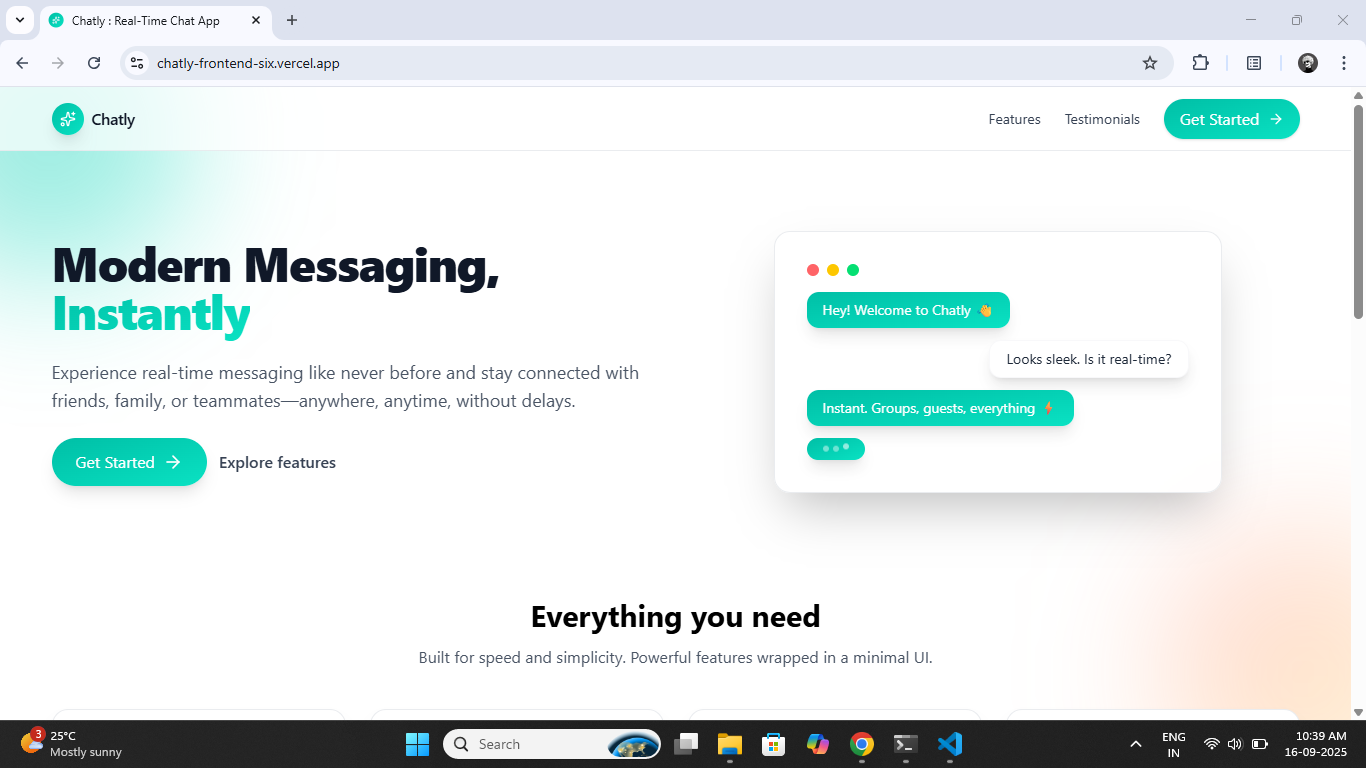 Chatly : Real-Time Chat App
chatly-frontend-six.vercel.app
Chatly
Features
Testimonials
Get Started
Modern Messaging,
Instantly
Experience real-time messaging like never before and stay connected with
friends, family, or teammates—anywhere, anytime, without delays.
Get Started
Explore features
Hey! Welcome to Chatly 👋
Looks sleek. Is it real-time?
Instant. Groups, guests, everything ⚡
Everything you need
Built for speed and simplicity. Powerful features wrapped in a minimal UI.
3
25°C
Mostly sunny
Search
ENG
IN
10:39 AM
16-09-2025